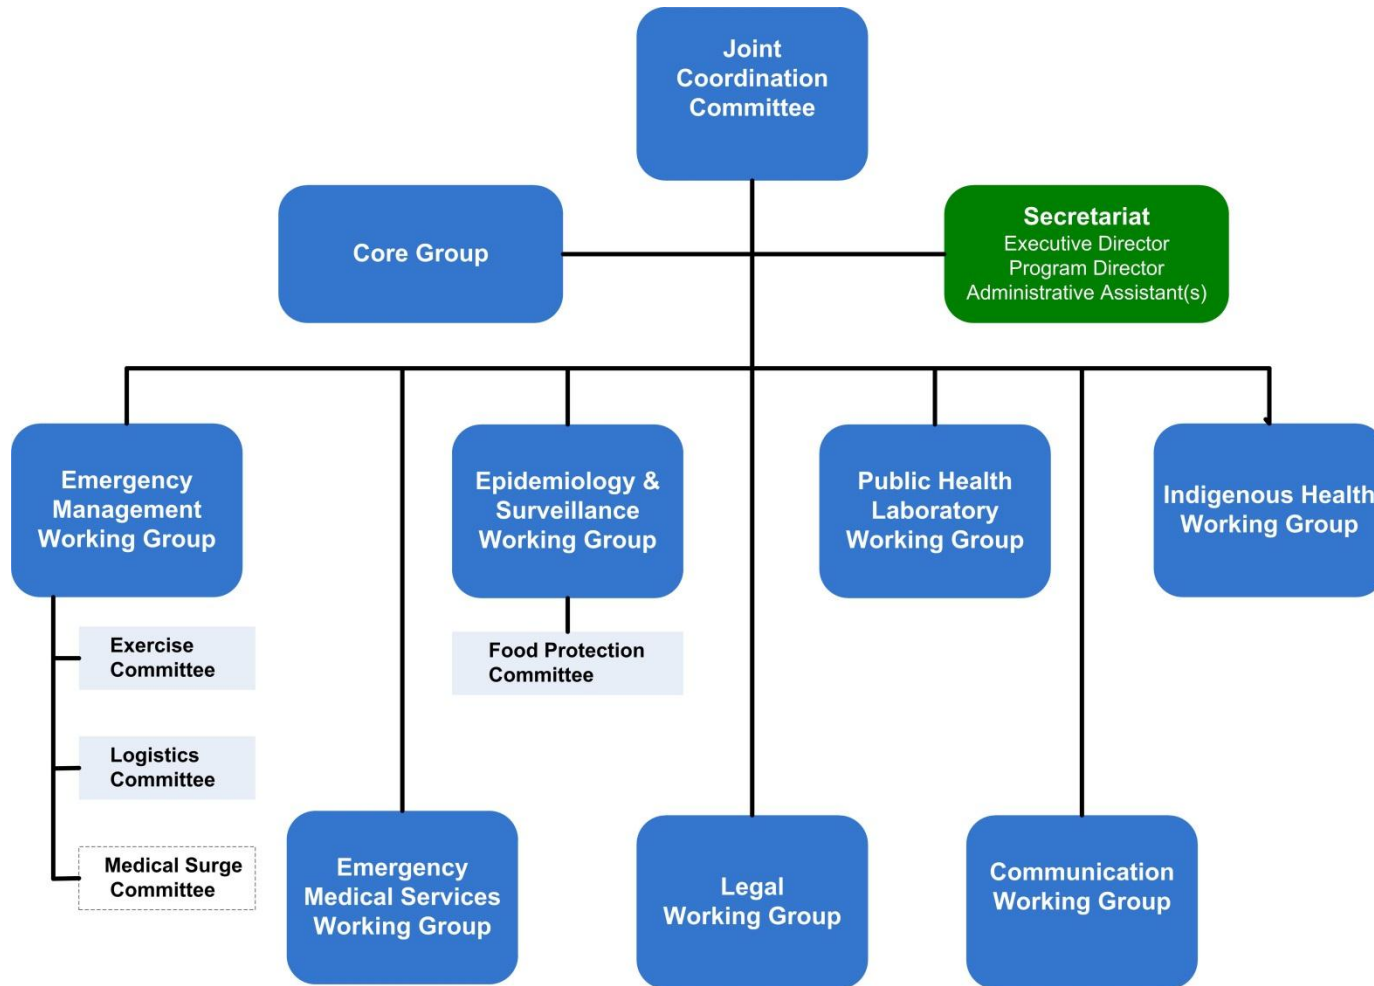 Joint
Coordination
Committee
Core Group
Secretariat
Executive Director
Program Director
Administrative Assistant(s)
Emergency
Management
Working Group
Epidemiology &
Surveillance
Working Group
Public Health
Laboratory
Working Group
Indigenous Health
Working Group
Exercise
Committee
Food Protection
Committee
Logistics
Committee
Medical Surge
Committee
Emergency
Medical Services
Working Group
Legal
Working Group
Communication
Working Group